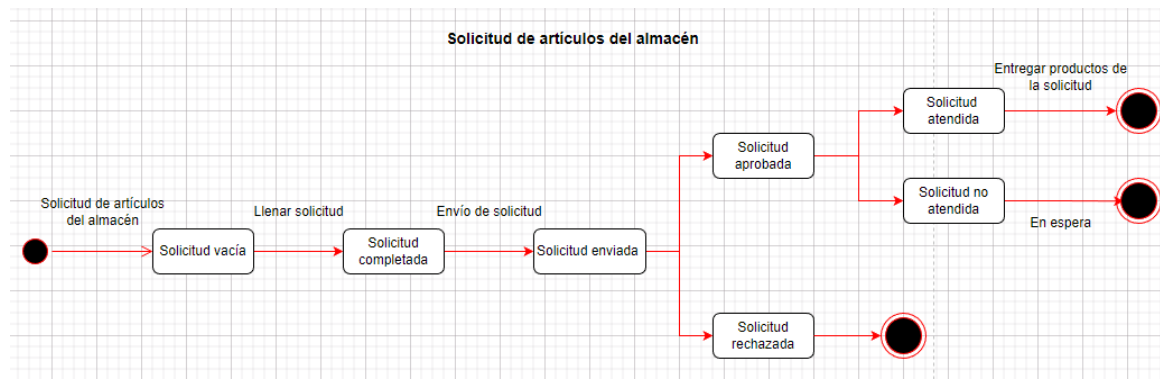 Solicitud de artículos del almacén
Entregar productos de
la solicitud
Solicitud
atendida
Solicitud
aprobada
Solicitud no
atendida
En espera
Solicitud de artículos
del almacén
Llenar solicitud
Envío de solicitud
Solicitud vacía
Solicitud
completada
Solicitud enviada
Solicitud
rechazada